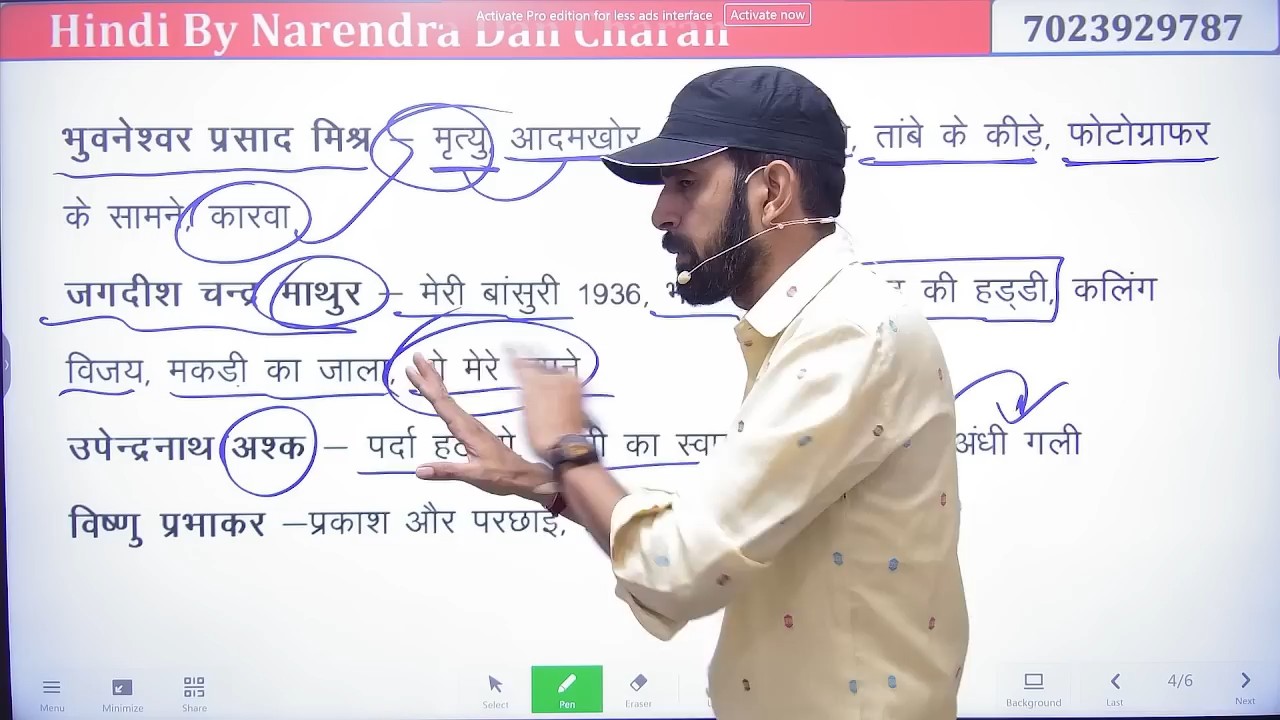 Hindi By Narendra Dan Charan
Activate Pro edition for less ads interface Activate now
7023929787
भुवनेश्वर प्रसाद मिश्र – मृत्यु, आदमखोर, तांबे के कीड़े, फोटोग्राफर
के सामने, कारवा,
जगदीश चन्द्र माथुर – मेरी बांसुरी 1936, की हड्डी, कलिंग
विजय, मकड़ी का जाला, मेरे
उपेन्द्रनाथ अश्क – पर्दा का अंधी गली
विष्णु प्रभाकर –प्रकाश और परछाइ,
Menu Minimize Share Select Pen Eraser Background Last 4/6 Next